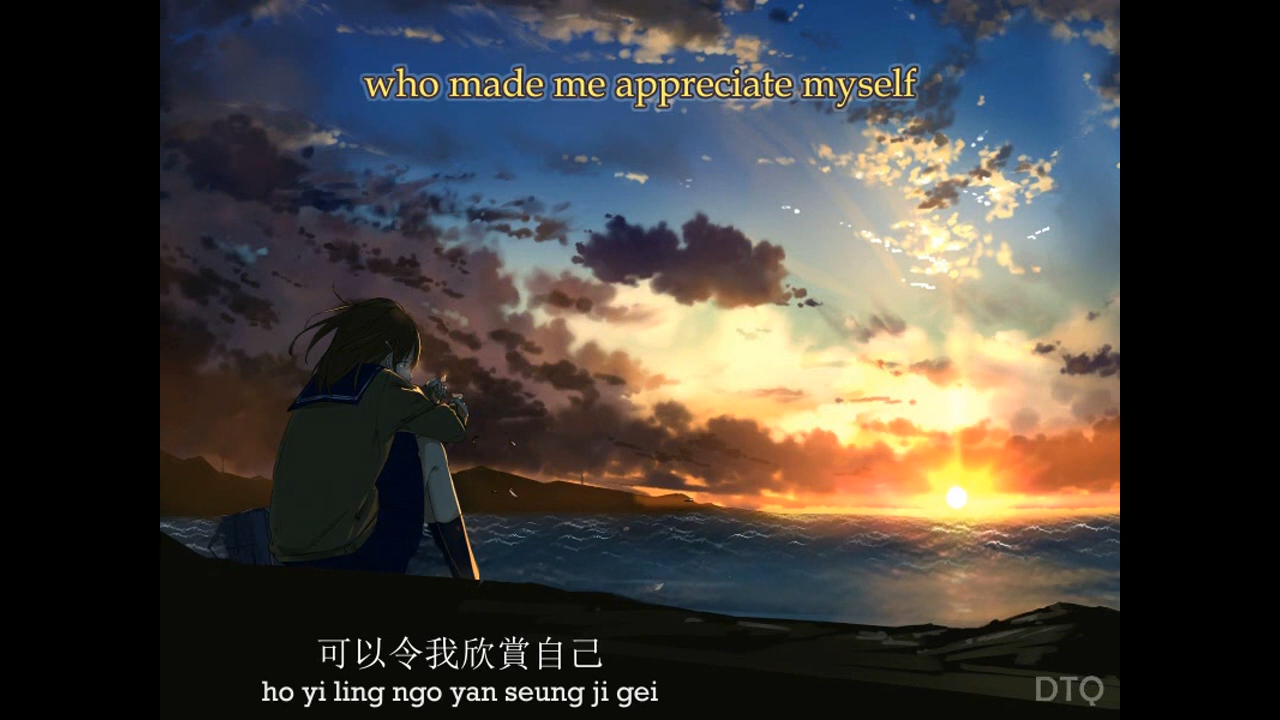 who made me appreciate myself
可以令我欣賞自己
ho yi ling ngo yan seung ji gei
DTQ